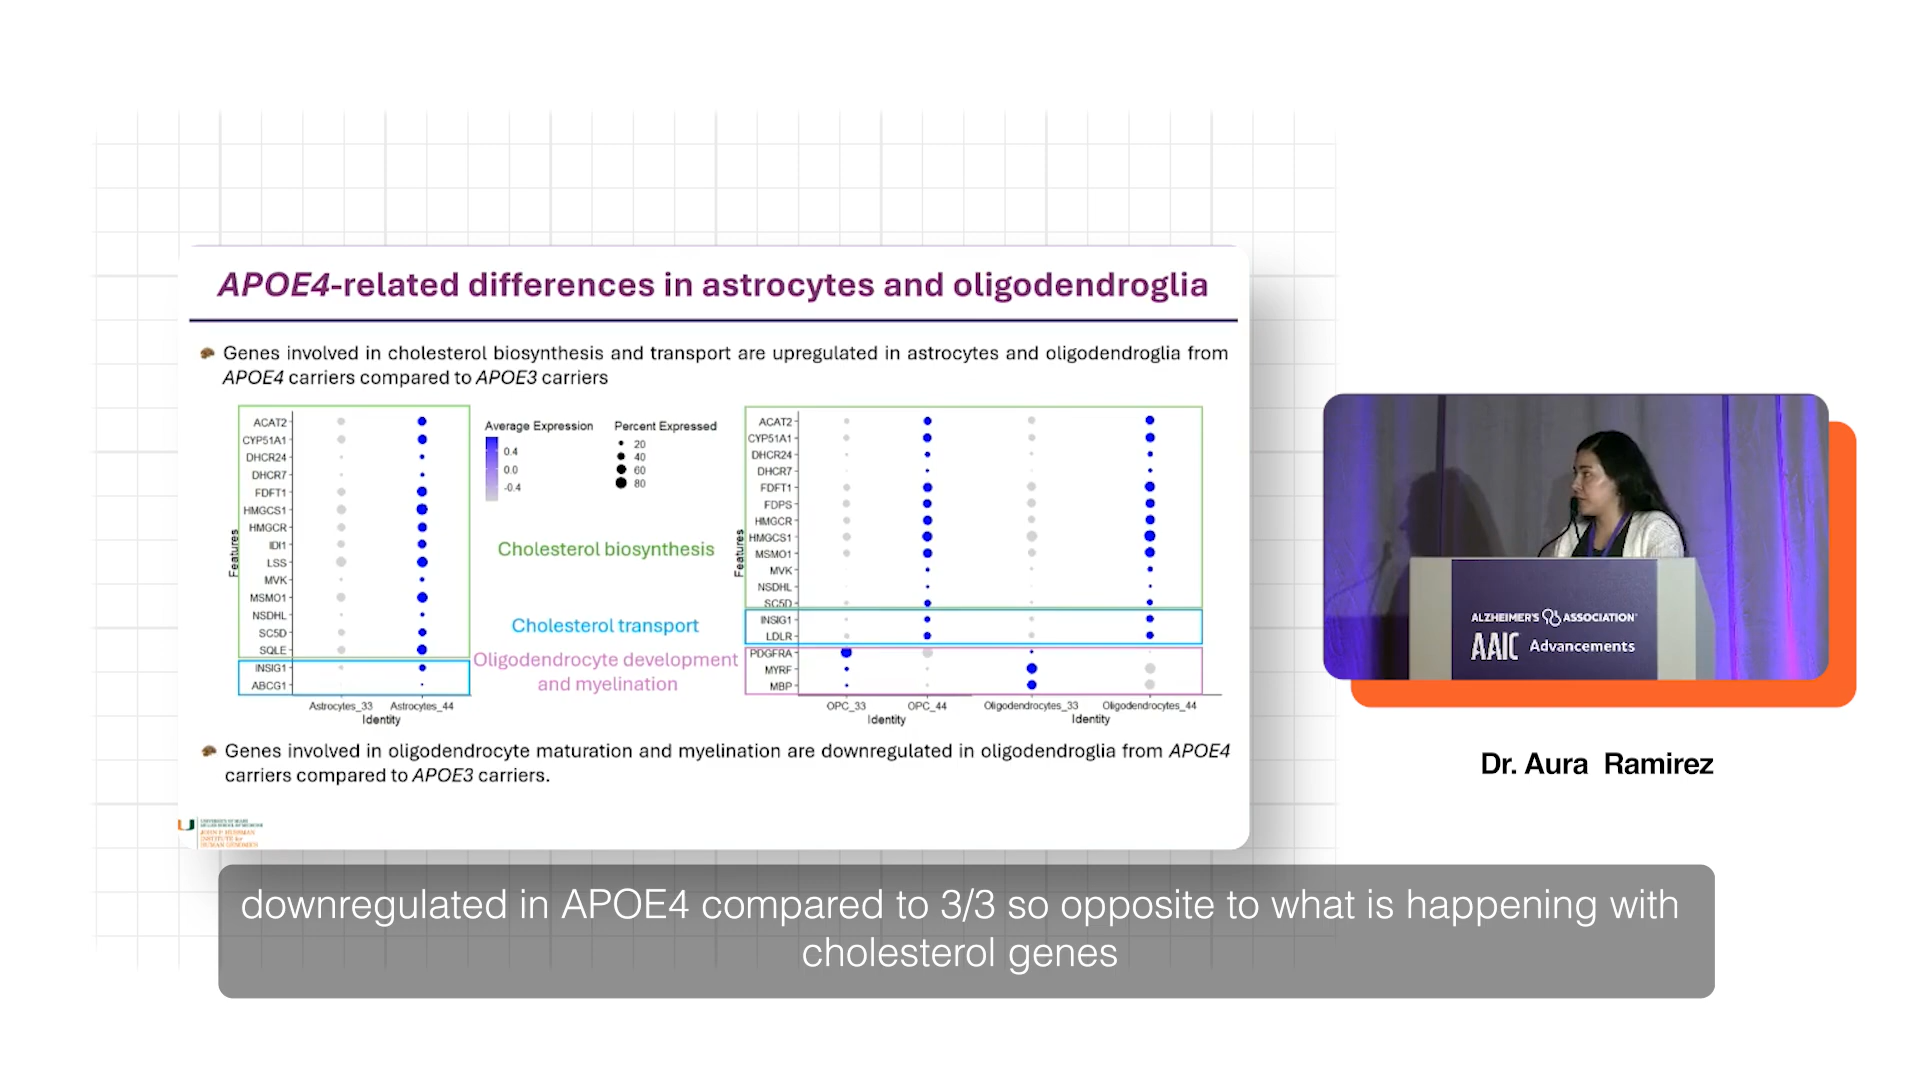 APOE4-related differences in astrocytes and oligodendroglia
Genes involved in cholesterol biosynthesis and transport are upregulated in astrocytes and oligodendroglia from
APOE4 carriers compared to APOE3 carriers
Features
ACAT2
CYP51A1
DHCR24
DHCR7
FDFT1
HMGCS1
HMGCR
IDI1
LSS
MVK
MSMO1
NSDHL
SC5D
SQLE
INSIG1
ABCG1
Astrocytes_33 Astrocytes_44
Identity
Average Expression
0.4
0.0
-0.4
Percent Expressed
20
40
60
80
Cholesterol biosynthesis
Cholesterol transport
Oligodendrocyte development
and myelination
Features
ACAT2
CYP51A1
DHCR24
DHCR7
FDFT1
FDPS
HMGCR
HMGCS1
MSMO1
MVK
NSDHL
SC5D
INSIG1
LDLR
PDGFRA
MYRF
MBP
OPC_33 OPC_44 Oligodendrocytes_33 Oligodendrocytes_44
Identity Identity
Genes involved in oligodendrocyte maturation and myelination are downregulated in oligodendroglia from APOE4
carriers compared to APOE3 carriers.
U
JOHN P. HUSSMAN
INSTITUTE for
HUMAN GENOMICS
ALZHEIMER'S ASSOCIATION
AAIC Advancements
Dr. Aura Ramirez
downregulated in APOE4 compared to 3/3 so opposite to what is happening with
cholesterol genes